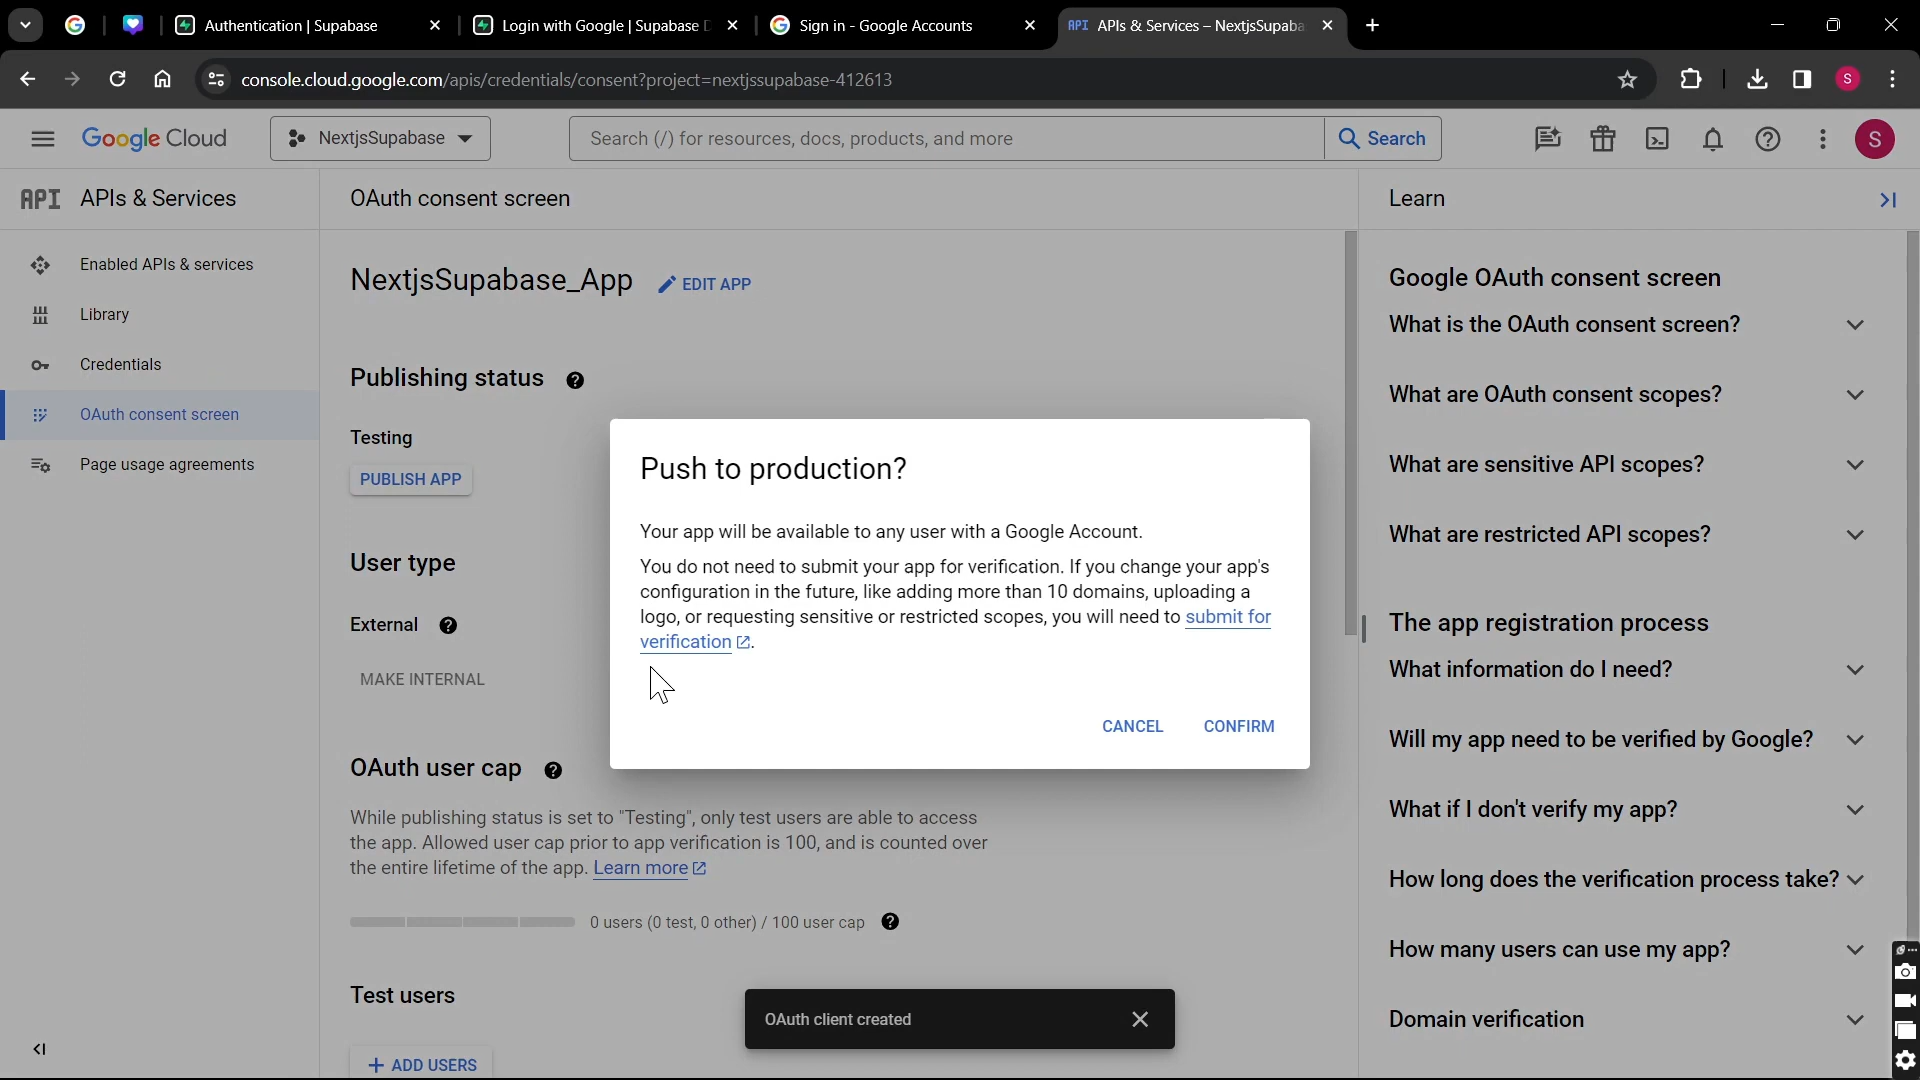 Authentication | Supabase
Login with Google | Supabase D
Sign in - Google Accounts
API APIs & Services – NextjsSupaba
console.cloud.google.com/apis/credentials/consent?project=nextjssupabase-412613
S
Google Cloud
NextjsSupabase
Search (/) for resources, docs, products, and more
Search
S
API APIs & Services
OAuth consent screen
Learn
Enabled APIs & services
Library
Credentials
OAuth consent screen
Page usage agreements
NextjsSupabase_App
EDIT APP
Publishing status
Testing
PUBLISH APP
User type
External
MAKE INTERNAL
OAuth user cap
While publishing status is set to "Testing", only test users are able to access
the app. Allowed user cap prior to app verification is 100, and is counted over
the entire lifetime of the app. Learn more
0 users (0 test, 0 other) / 100 user cap
Test users
+ ADD USERS
Push to production?
Your app will be available to any user with a Google Account.
You do not need to submit your app for verification. If you change your app's
configuration in the future, like adding more than 10 domains, uploading a
logo, or requesting sensitive or restricted scopes, you will need to submit for
verification.
CANCEL
CONFIRM
OAuth client created
Google OAuth consent screen
What is the OAuth consent screen?
What are OAuth consent scopes?
What are sensitive API scopes?
What are restricted API scopes?
The app registration process
What information do I need?
Will my app need to be verified by Google?
What if I don't verify my app?
How long does the verification process take?
How many users can use my app?
Domain verification